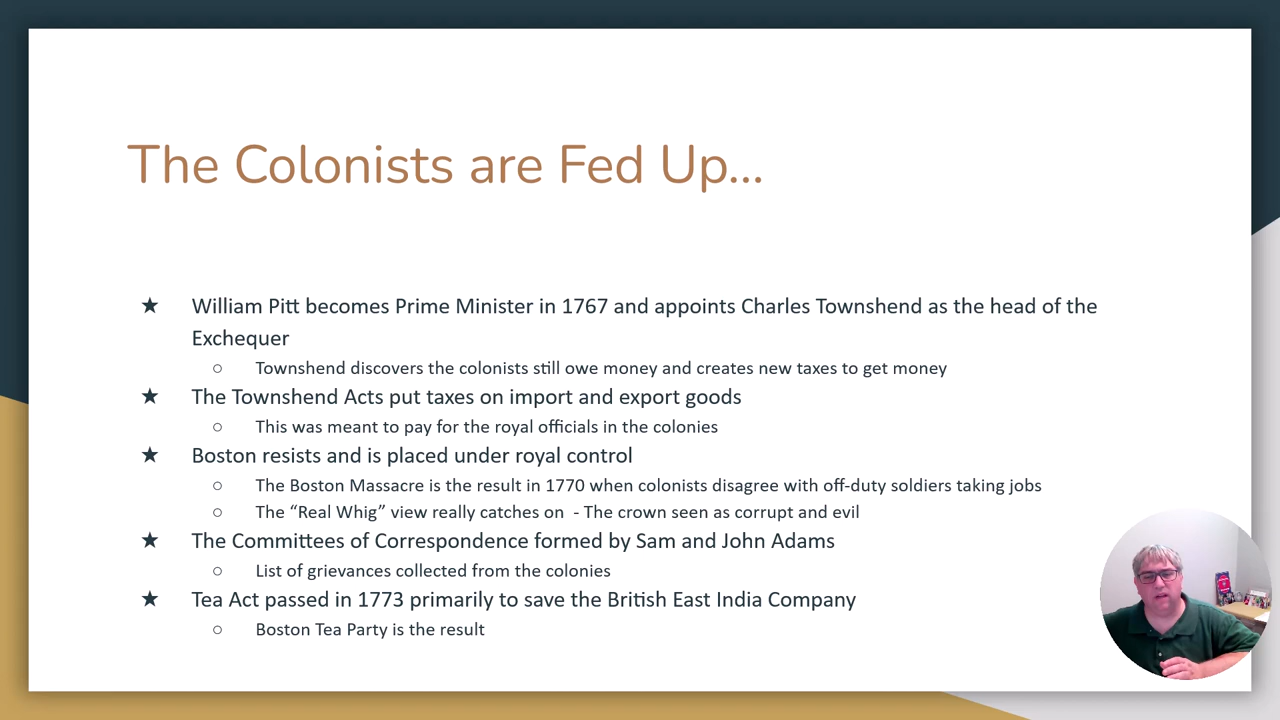 The Colonists are Fed Up...
★ William Pitt becomes Prime Minister in 1767 and appoints Charles Townshend as the head of the
Exchequer
○ Townshend discovers the colonists still owe money and creates new taxes to get money
★ The Townshend Acts put taxes on import and export goods
○ This was meant to pay for the royal officials in the colonies
★ Boston resists and is placed under royal control
○ The Boston Massacre is the result in 1770 when colonists disagree with off-duty soldiers taking jobs
○ The “Real Whig” view really catches on  - The crown seen as corrupt and evil
★ The Committees of Correspondence formed by Sam and John Adams
○ List of grievances collected from the colonies
★ Tea Act passed in 1773 primarily to save the British East India Company
○ Boston Tea Party is the result